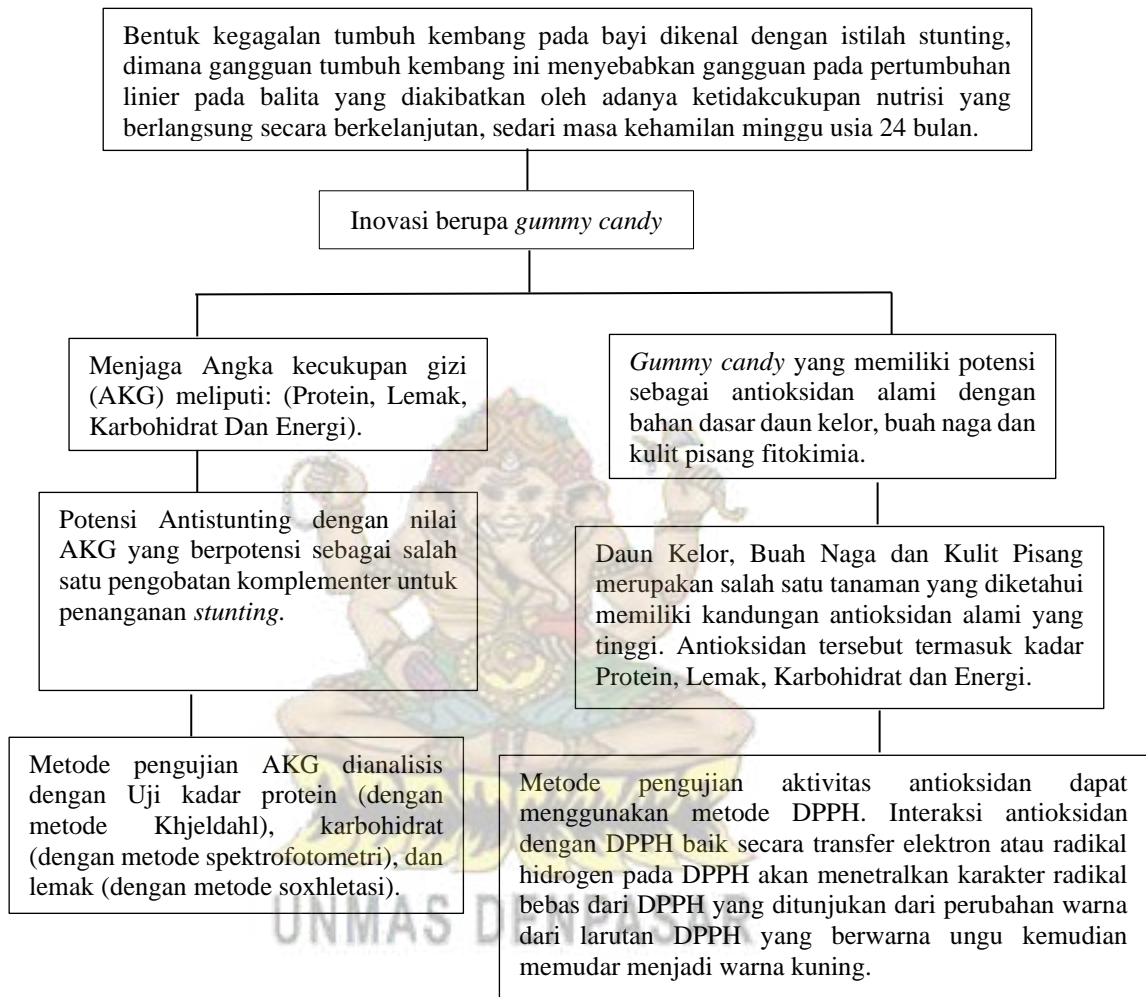 Bentuk kegagalan tumbuh kembang pada bayi dikenal dengan istilah stunting,
dimana gangguan tumbuh kembang ini menyebabkan gangguan pada pertumbuhan
linier pada balita yang diakibatkan oleh adanya ketidakcukupan nutrisi yang
berlangsung secara berkelanjutan, sedari masa kehamilan minggu usia 24 bulan.
Inovasi berupa gummy candy
Menjaga Angka kecukupan gizi
(AKG) meliputi: (Protein, Lemak,
Karbohidrat Dan Energi).
Potensi Antistunting dengan nilai
AKG yang berpotensi sebagai salah
satu pengobatan komplementer untuk
penanganan stunting.
Metode pengujian AKG dianalisis
dengan Uji kadar protein (dengan
metode Khjeldahl), karbohidrat
(dengan metode spektrofotometri), dan
lemak (dengan metode soxhletasi).
Gummy candy yang memiliki potensi
sebagai antioksidan alami dengan
bahan dasar daun kelor, buah naga dan
kulit pisang fitokimia.
Daun Kelor, Buah Naga dan Kulit Pisang
merupakan salah satu tanaman yang diketahui
memiliki kandungan antioksidan alami yang
tinggi. Antioksidan tersebut termasuk kadar
Protein, Lemak, Karbohidrat dan Energi.
Metode pengujian aktivitas antioksidan dapat
menggunakan metode DPPH. Interaksi antioksidan
dengan DPPH baik secara transfer elektron atau radikal
hidrogen pada DPPH akan menetralkan karakter radikal
bebas dari DPPH yang ditunjukan dari perubahan warna
dari larutan DPPH yang berwarna ungu kemudian
memudar menjadi warna kuning.
UNMAS DENPASAR